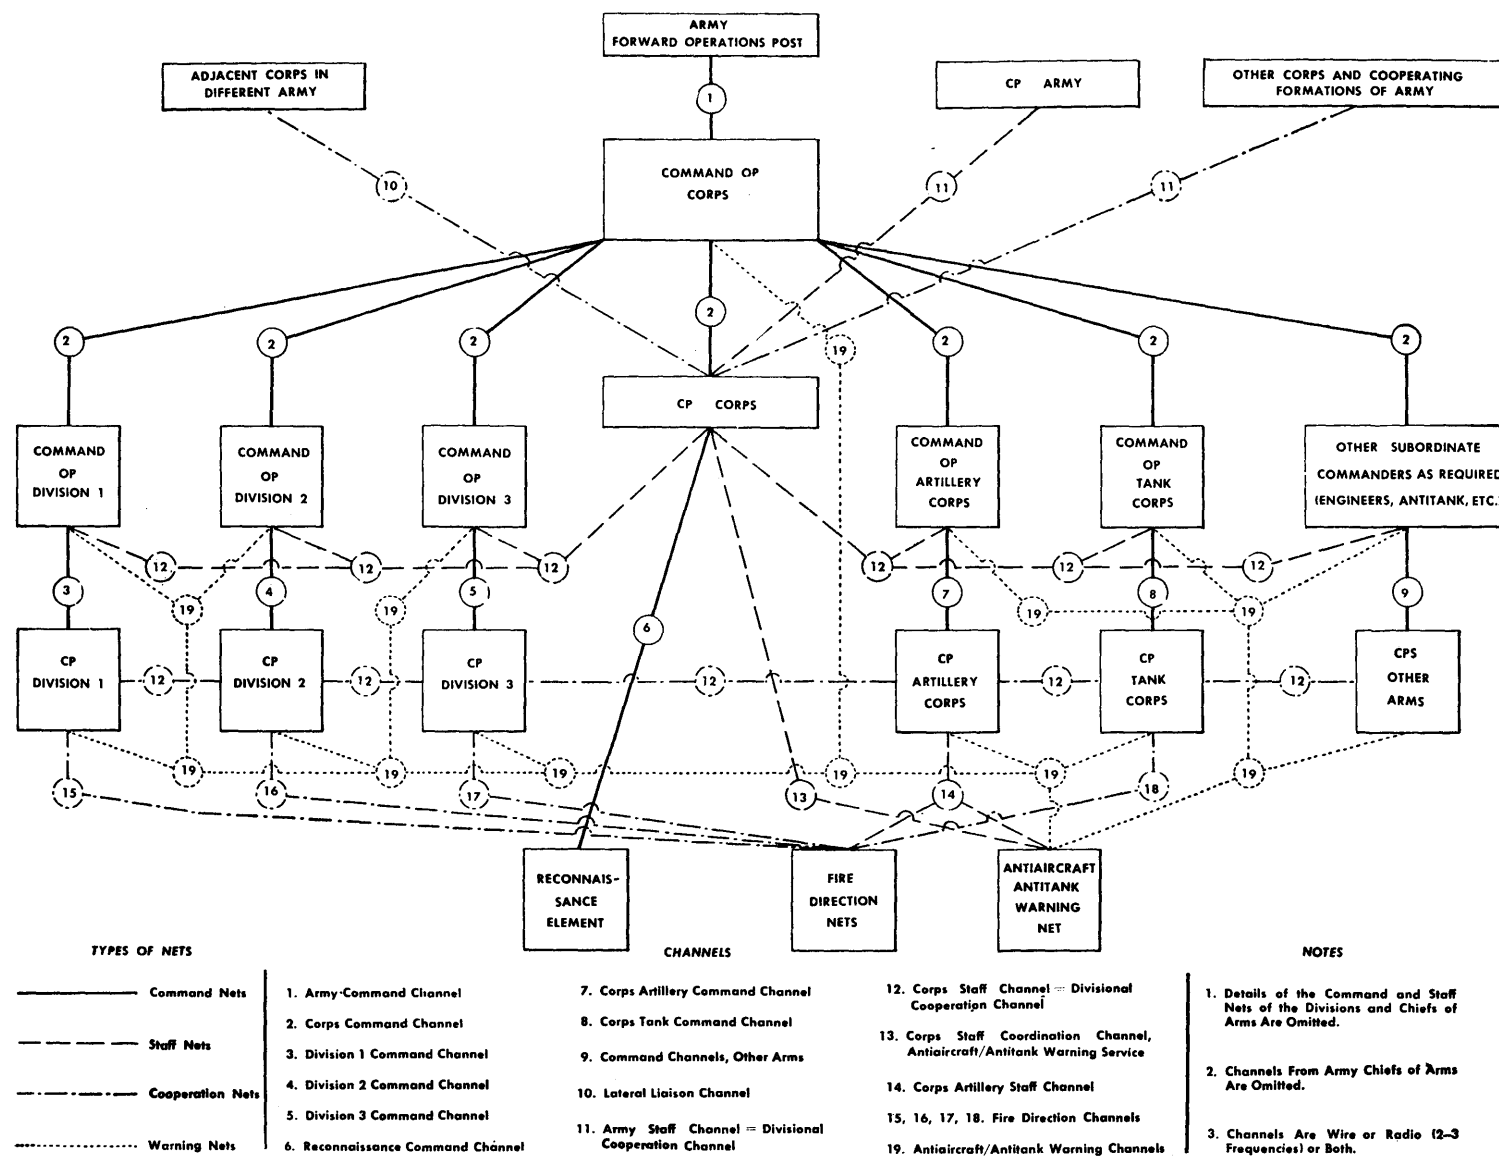 ARMY
FORWARD OPERATIONS POST
ADJACENT CORPS IN
DIFFERENT ARMY
CP ARMY
OTHER CORPS AND COOPERATING
FORMATIONS OF ARMY
1
COMMAND OP
CORPS
10
11
11
2
2
2
2
2
2
2
19
CP CORPS
COMMAND
OP
DIVISION 1
COMMAND
OP
DIVISION 2
COMMAND
OP
DIVISION 3
COMMAND
OP
ARTILLERY
CORPS
COMMAND
OP
TANK
CORPS
OTHER SUBORDINATE
COMMANDERS AS REQUIRED
(ENGINEERS, ANTITANK, ETC.)
12
12
12
12
12
12
3
19
4
19
5
6
7
19
8
19
9
CP
DIVISION 1
12
CP
DIVISION 2
12
CP
DIVISION 3
12
CP
ARTILLERY
CORPS
12
CP
TANK
CORPS
12
CPS
OTHER
ARMS
19
19
19
19
19
19
15
16
17
13
14
18
RECONNAIS-
SANCE
ELEMENT
FIRE
DIRECTION
NETS
ANTIAIRCRAFT
ANTITANK
WARNING
NET
TYPES OF NETS
Command Nets
Staff Nets
Cooperation Nets
Warning Nets
CHANNELS
1. Army Command Channel
2. Corps Command Channel
3. Division 1 Command Channel
4. Division 2 Command Channel
5. Division 3 Command Channel
6. Reconnaissance Command Channel
7. Corps Artillery Command Channel
8. Corps Tank Command Channel
9. Command Channels, Other Arms
10. Lateral Liaison Channel
11. Army Staff Channel = Divisional
Cooperation Channel
12. Corps Staff Channel = Divisional
Cooperation Channel
13. Corps Staff Coordination Channel,
Antiaircraft/Antitank Warning Service
14. Corps Artillery Staff Channel
15, 16, 17, 18. Fire Direction Channels
19. Antiaircraft/Antitank Warning Channels
NOTES
1. Details of the Command and Staff
Nets of the Divisions and Chiefs of
Arms Are Omitted.
2. Channels From Army Chiefs of Arms
Are Omitted.
3. Channels Are Wire or Radio (2–3
Frequencies) or Both.